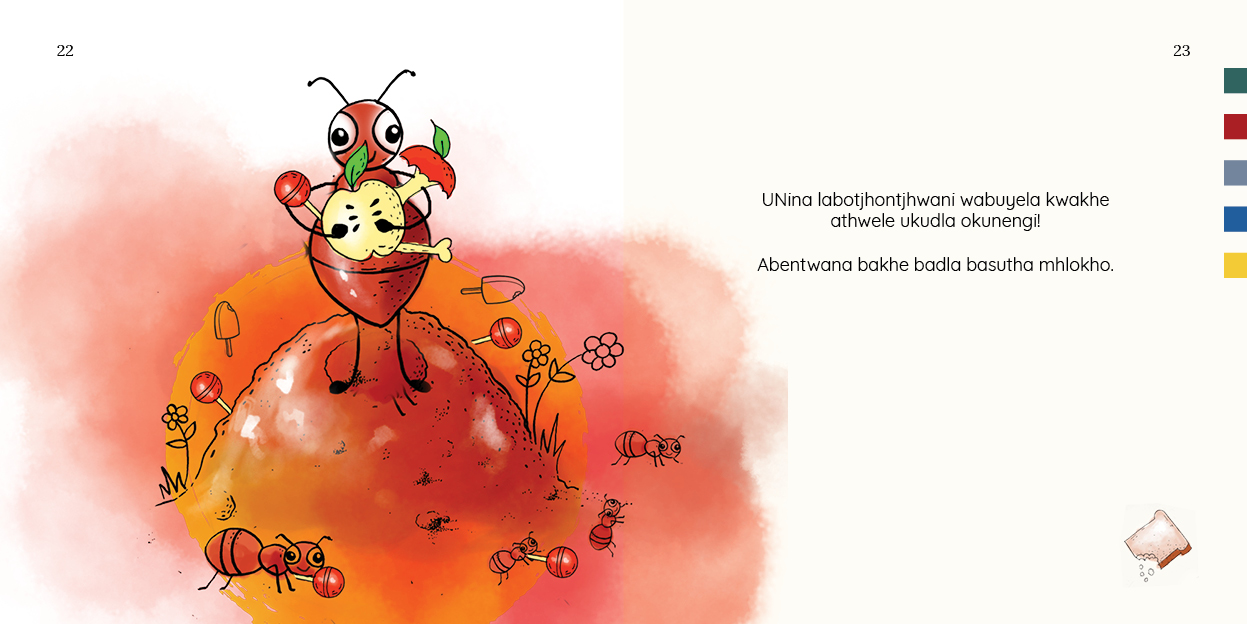 22
23
UNina labotjhontjhwani wabuyela kwakhe
athwele ukudla okunengi!
Abentwana bakhe badla basutha mhlokho.